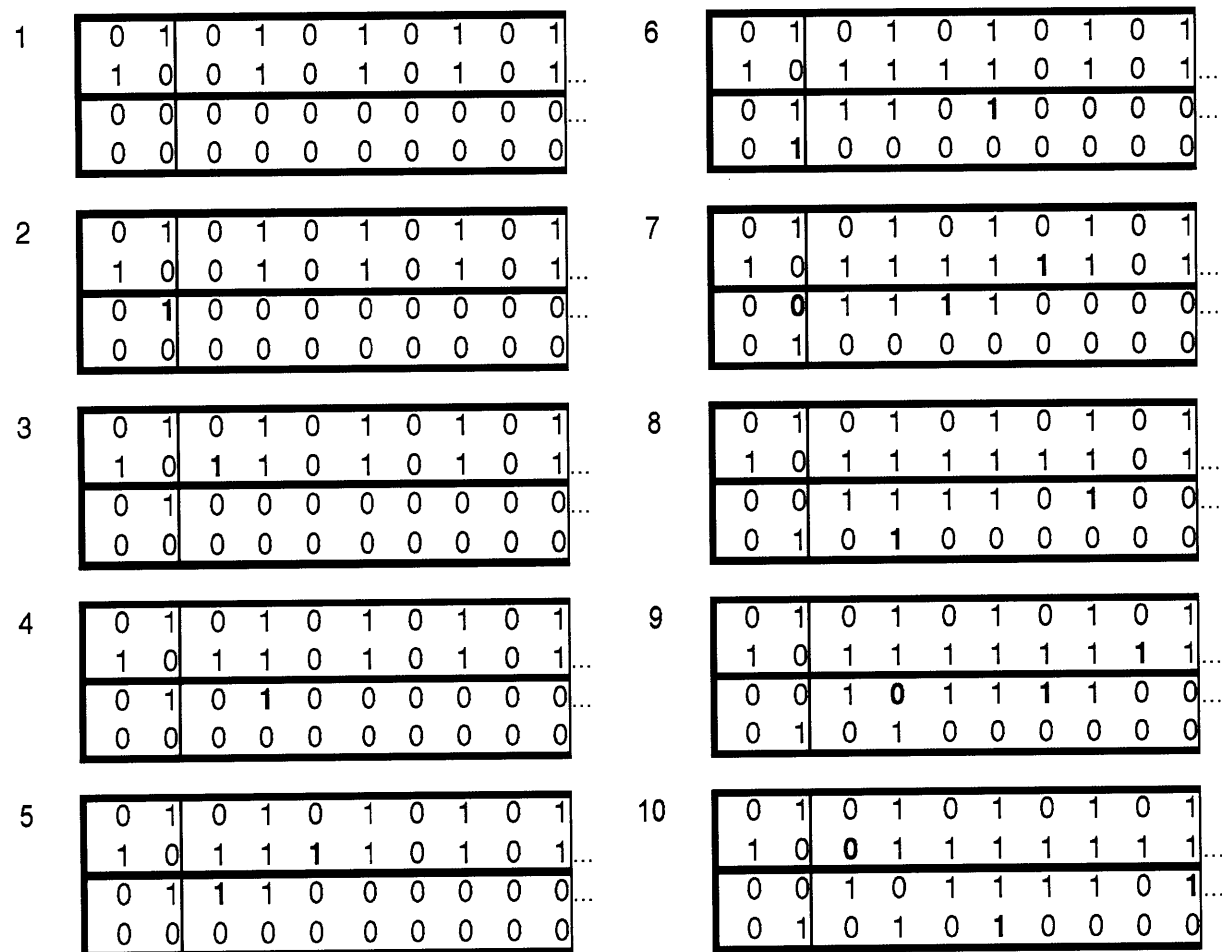 1
0 1 0 1 0 1 0 1 0 1
1 0 0 1 0 1 0 1 0 1...
0 0 0 0 0 0 0 0 0 0...
0 0 0 0 0 0 0 0 0 0
2
0 1 0 1 0 1 0 1 0 1
1 0 0 1 0 1 0 1 0 1...
0 1 0 0 0 0 0 0 0 0...
0 0 0 0 0 0 0 0 0 0
3
0 1 0 1 0 1 0 1 0 1
1 0 1 1 0 1 0 1 0 1...
0 1 0 0 0 0 0 0 0 0...
0 0 0 0 0 0 0 0 0 0
4
0 1 0 1 0 1 0 1 0 1
1 0 1 1 0 1 0 1 0 1...
0 1 0 1 0 0 0 0 0 0...
0 0 0 0 0 0 0 0 0 0
5
0 1 0 1 0 1 0 1 0 1
1 0 1 1 1 1 0 1 0 1...
0 1 1 1 0 0 0 0 0 0...
0 0 0 0 0 0 0 0 0 0
6
0 1 0 1 0 1 0 1 0 1
1 0 1 1 1 1 0 1 0 1...
0 1 1 1 0 1 0 0 0 0...
0 1 0 0 0 0 0 0 0 0
7
0 1 0 1 0 1 0 1 0 1
1 0 1 1 1 1 1 1 0 1...
0 0 1 1 1 1 0 0 0 0...
0 1 0 0 0 0 0 0 0 0
8
0 1 0 1 0 1 0 1 0 1
1 0 1 1 1 1 1 1 0 1...
0 0 1 1 1 1 0 1 0 0...
0 1 0 1 0 0 0 0 0 0
9
0 1 0 1 0 1 0 1 0 1
1 0 1 1 1 1 1 1 1 1...
0 0 1 0 1 1 1 1 0 0...
0 1 0 1 0 0 0 0 0 0
10
0 1 0 1 0 1 0 1 0 1
1 0 0 1 1 1 1 1 1 1...
0 0 1 0 1 1 1 1 0 1...
0 1 0 1 0 1 0 0 0 0